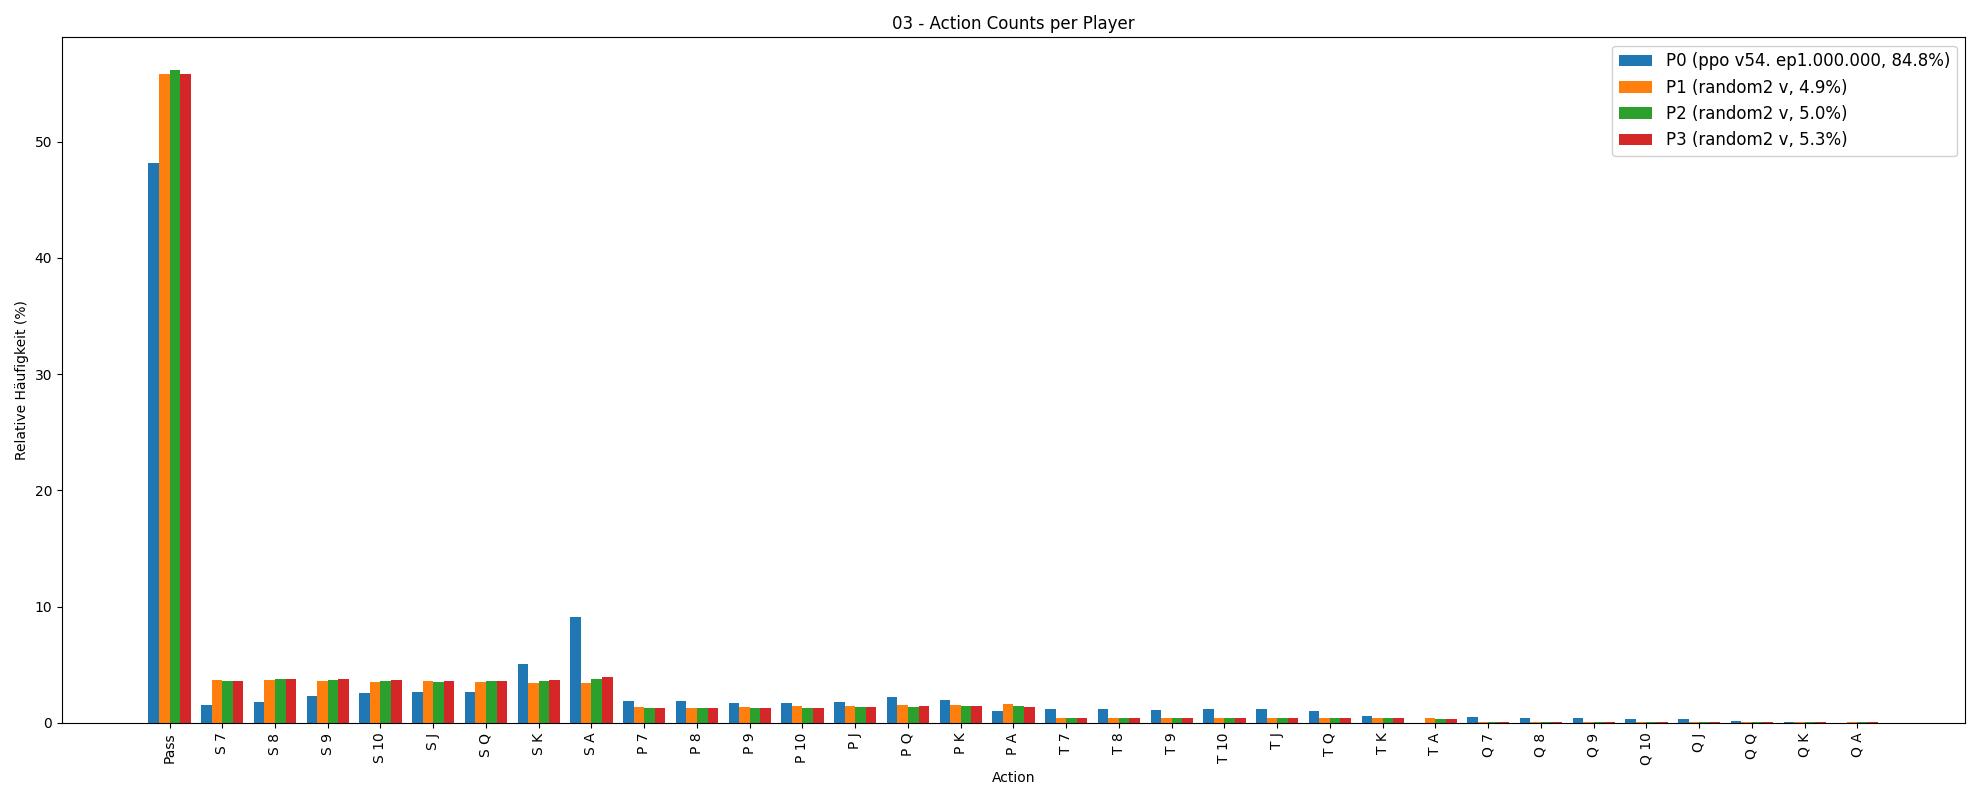 03 - Action Counts per Player
P0 (ppo v54. ep1.000.000, 84.8%)
P1 (random2 v, 4.9%)
P2 (random2 v, 5.0%)
P3 (random2 v, 5.3%)
Relative Häufigkeit (%)
50
40
30
20
10
0
Pass
S 7
S 8
S 9
S 10
S J
S Q
S K
S A
P 7
P 8
P 9
P 10
P J
P Q
P K
P A
T 7
T 8
T 9
T 10
T J
T Q
T K
T A
Q 7
Q 8
Q 9
Q 10
Q J
Q Q
Q K
Q A
Action